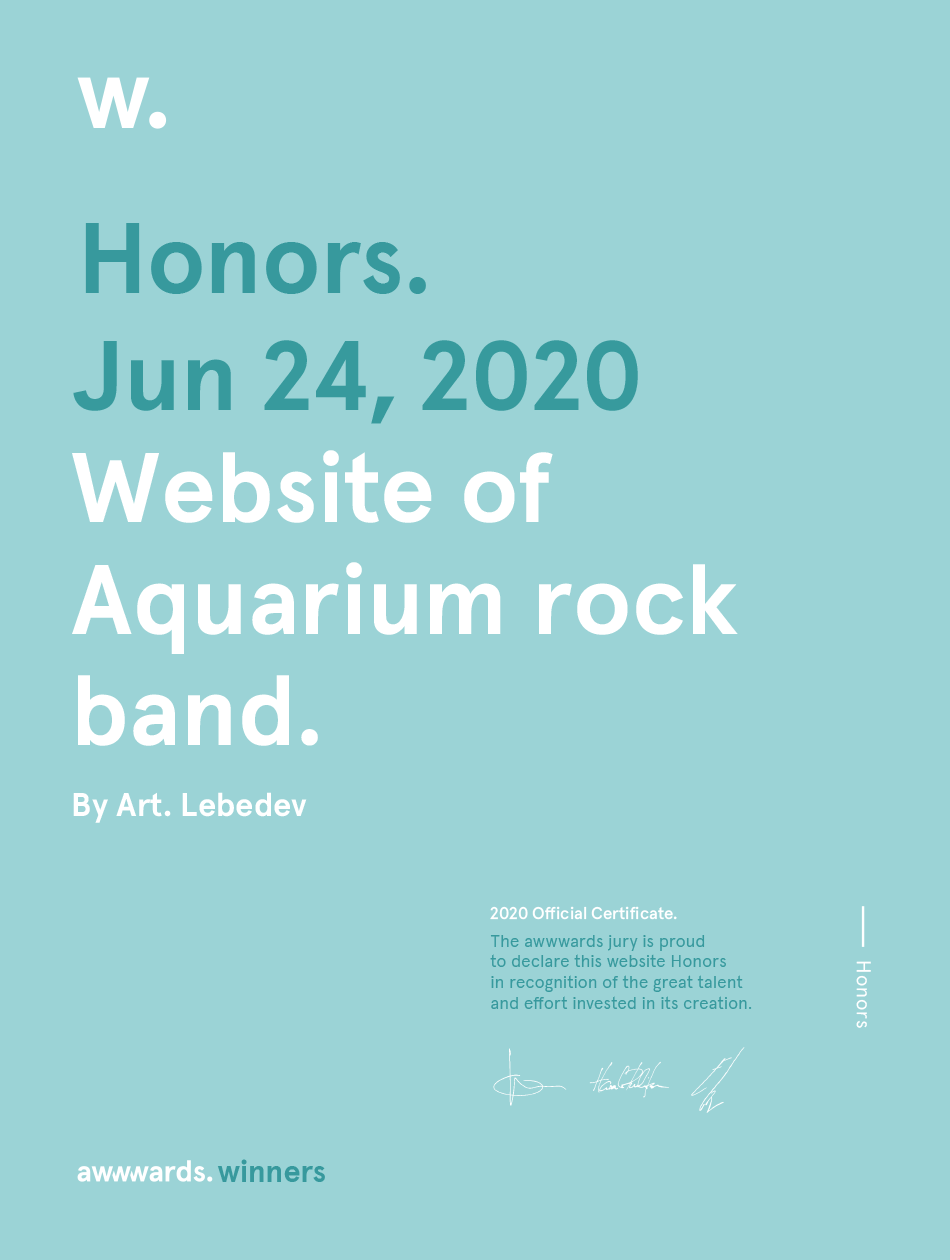 w.
Honors.
Jun 24, 2020
Website of
Aquarium rock
band.
By Art. Lebedev
2020 Official Certificate.
The awwwards jury is proud
to declare this website Honors
in recognition of the great talent
and effort invested in its creation.
Honors
awwwards. winners